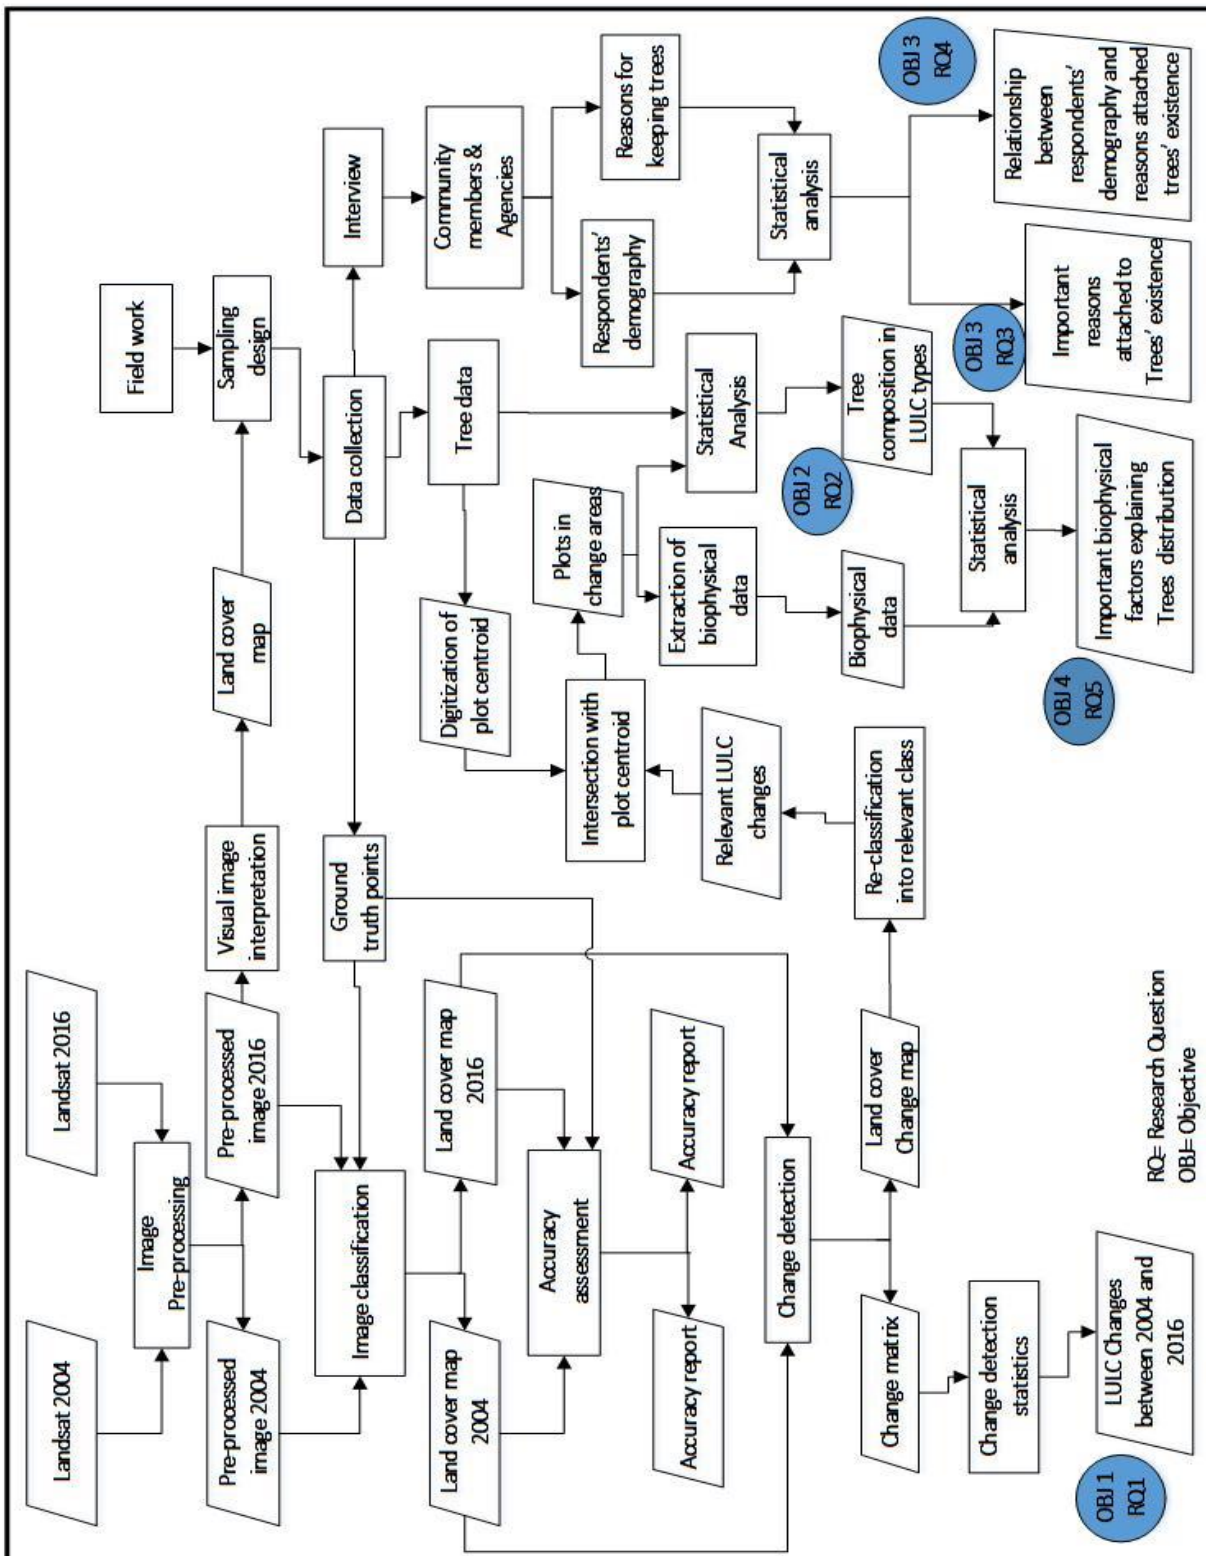 Landsat 2004
Landsat 2016
Image
Pre-processing
Pre-processed
image 2004
Pre-processed
image 2016
Visual image
interpretation
Land cover
map
Field work
Sampling
design
Image classification
Ground
truth points
Data collection
Interview
Land cover map
2004
Land cover map
2016
Digitization of
plot centroid
Tree data
Community
members &
Agencies
Accuracy
assessment
Intersection with
plot centroid
Plots in
change areas
Respondents'
demography
Reasons for
keeping trees
Accuracy report
Accuracy report
Relevant LULC
changes
Extraction of
biophysical
data
Statistical
Analysis
Statistical
analysis
Change detection
OBJ 2
RQ2
Change matrix
Land cover
Change map
Re-classification
into relevant class
Biophysical
data
Tree
composition in
LULC types
OBJ 3
RQ4
Change detection
statistics
Statistical
analysis
OBJ 3
RQ3
Important
reasons
attached to
Trees' existence
Relationship
between
respondents'
demography and
reasons attached
trees' existence
OBJ 1
RQ1
LULC Changes
between 2004 and
2016
OBJ 4
RQ5
Important biophysical
factors explaining
Trees distribution
RQ= Research Question
OBJ= Objective